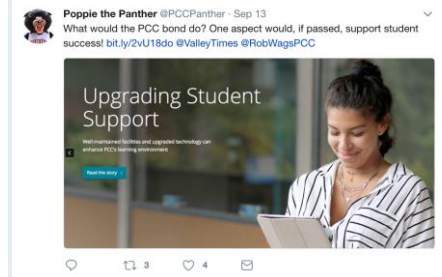 Poppie the Panther @PCCPanther · Sep 13
What would the PCC bond do? One aspect would, if passed, support student
success! bit.ly/2vU18do @ValleyTimes @RobWagsPCC
Upgrading Student
Support
Well-maintained facilities and upgraded technology can
enhance PCC's learning environment
Read the story
3
4